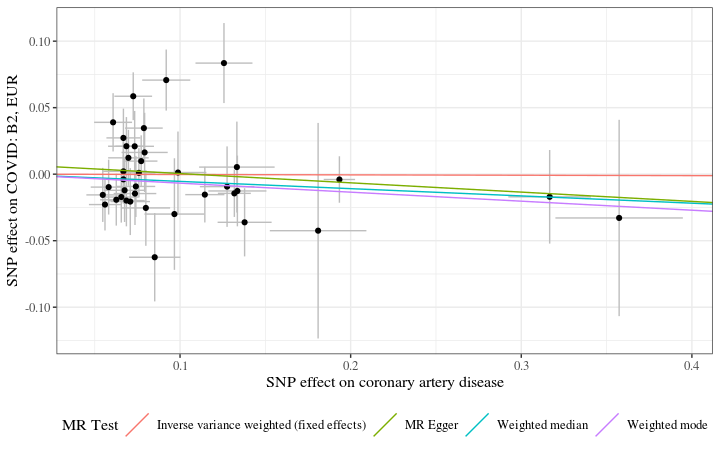 SNP effect on COVID: B2, EUR
0.10
0.05
0.00
-0.05
-0.10
0.1 0.2 0.3 0.4
SNP effect on coronary artery disease
MR Test Inverse variance weighted (fixed effects) MR Egger Weighted median Weighted mode